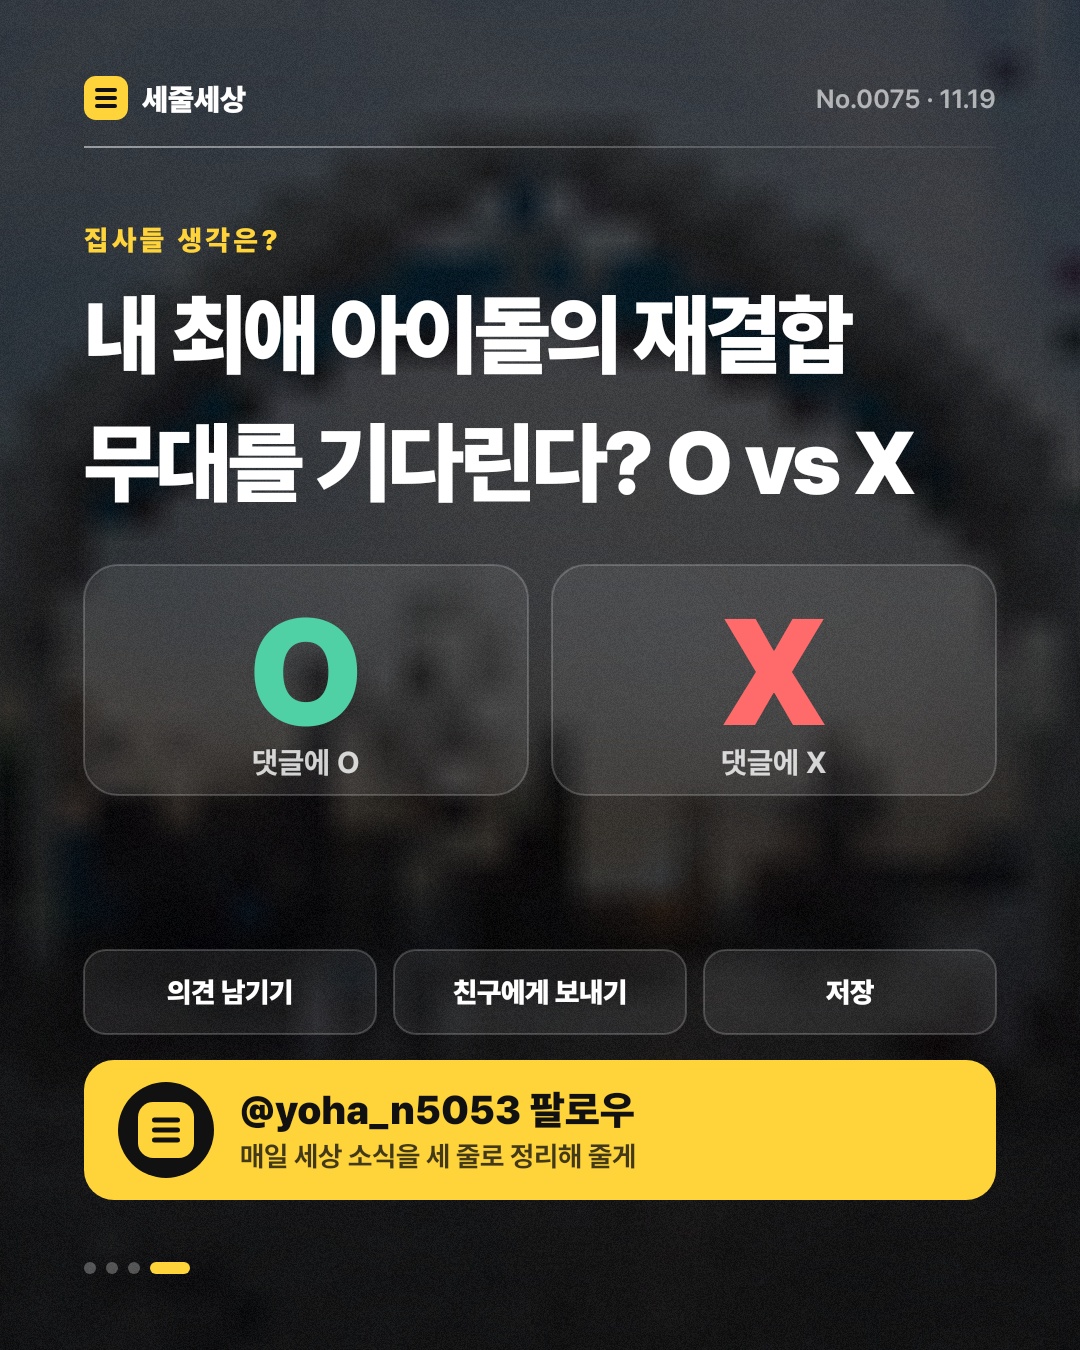 세줄세상
No.0075 · 11.19
집사들 생각은?
내 최애 아이돌의 재결합
무대를 기다린다? O vs X
O
댓글에 O
X
댓글에 X
의견 남기기
친구에게 보내기
저장
@yoha_n5053 팔로우
매일 세상 소식을 세 줄로 정리해 줄게